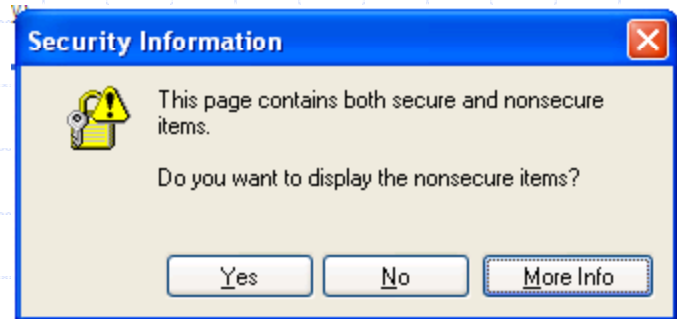 Security Information
This page contains both secure and nonsecure
items.
Do you want to display the nonsecure items?
Yes
No
More Info